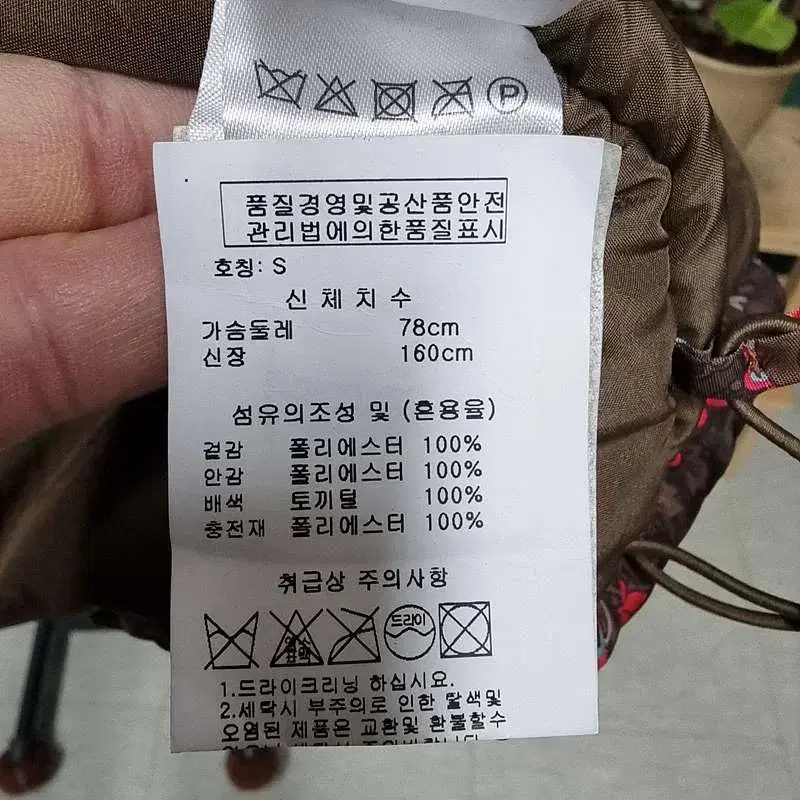 P
품질경영및공산품안전
관리법에의한품질표시
호칭: S
신 체 치 수
가슴둘레 78cm
신장 160cm
섬유의조성 및 (혼용율)
겉감 폴리에스터 100%
안감 폴리에스터 100%
배색 토끼털 100%
충전재 폴리에스터 100%
취급상 주의사항
염소
표백
드라이
1.드라이크리닝 하십시요.
2.세탁시 부주의로 인한 탈색및
오염된 제품은 교환및 환불할수